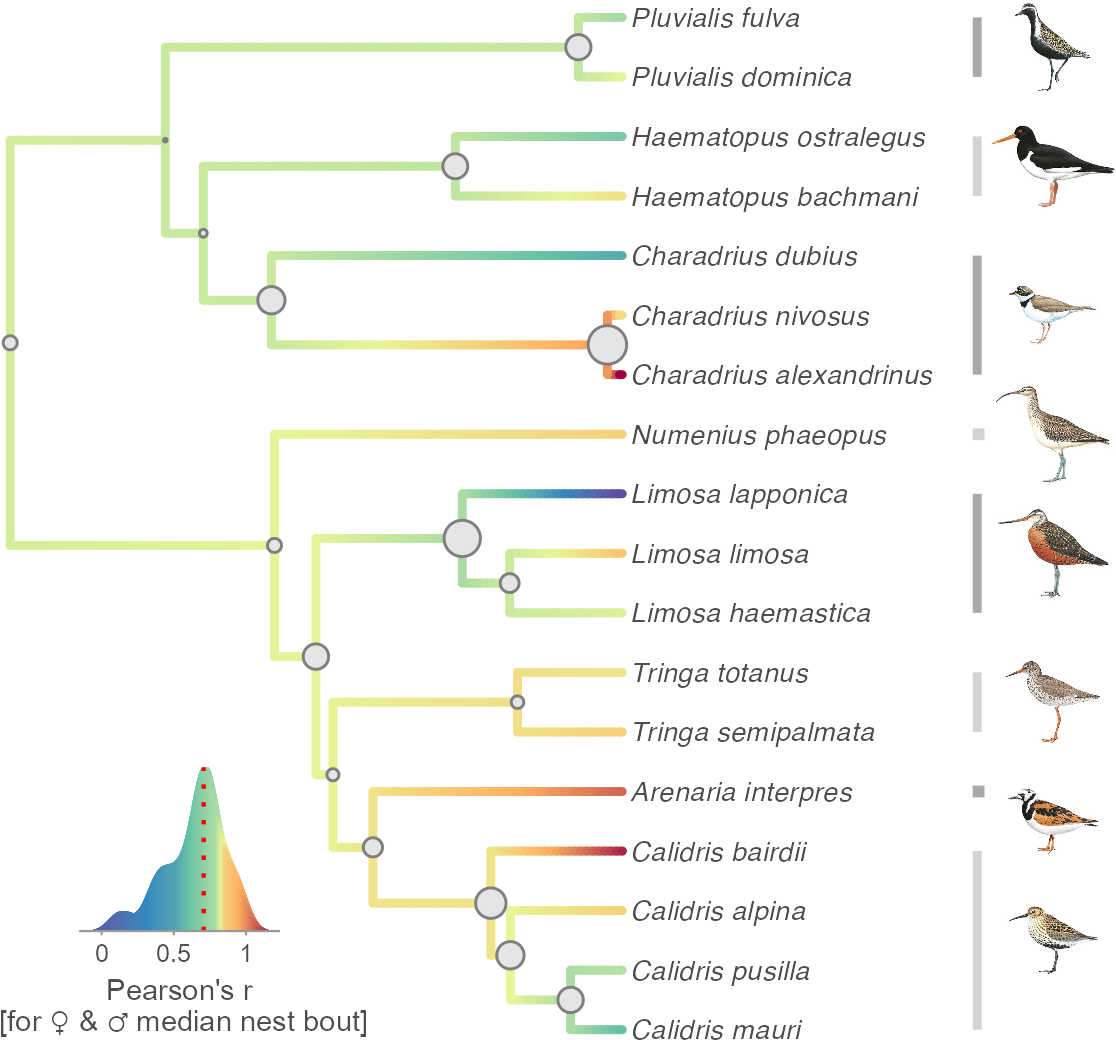 Pluvialis fulva
Pluvialis dominica
Haematopus ostralegus
Haematopus bachmani
Charadrius dubius
Charadrius nivosus
Charadrius alexandrinus
Numenius phaeopus
Limosa lapponica
Limosa limosa
Limosa haemastica
Tringa totanus
Tringa semipalmata
Arenaria interpres
Calidris bairdii
Calidris alpina
Calidris pusilla
Calidris mauri
0 0.5 1
Pearson's r
[for ♀ & ♂ median nest bout]